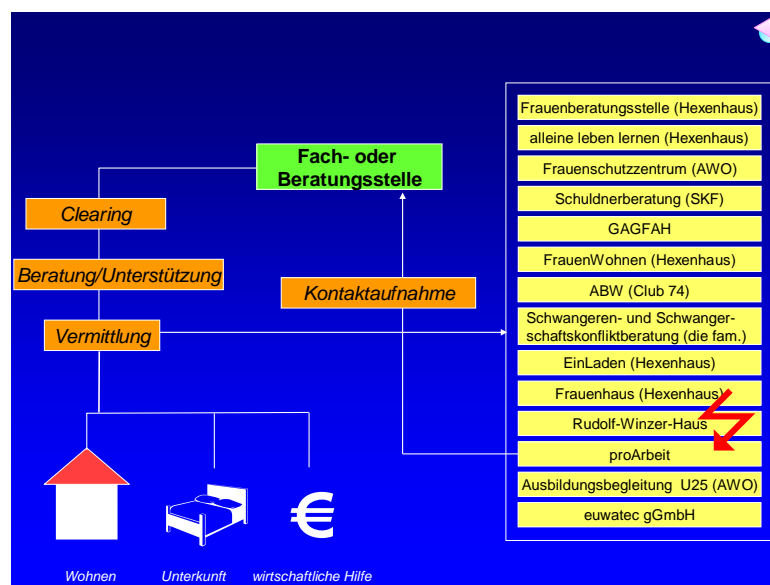 Fach- oder
Beratungsstelle
Clearing
Beratung/Unterstützung
Vermittlung
Kontaktaufnahme
Frauenberatungsstelle (Hexenhaus)
alleine leben lernen (Hexenhaus)
Frauenschutzzentrum (AWO)
Schuldnerberatung (SKF)
GAGFAH
FrauenWohnen (Hexenhaus)
ABW (Club 74)
Schwangeren- und Schwanger-
schaftskonfliktberatung (die fam.)
EinLaden (Hexenhaus)
Frauenhaus (Hexenhaus)
Rudolf-Winzer-Haus
proArbeit
Ausbildungsbegleitung U25 (AWO)
euwatec gGmbH
€
Wohnen
Unterkunft
wirtschaftliche Hilfe